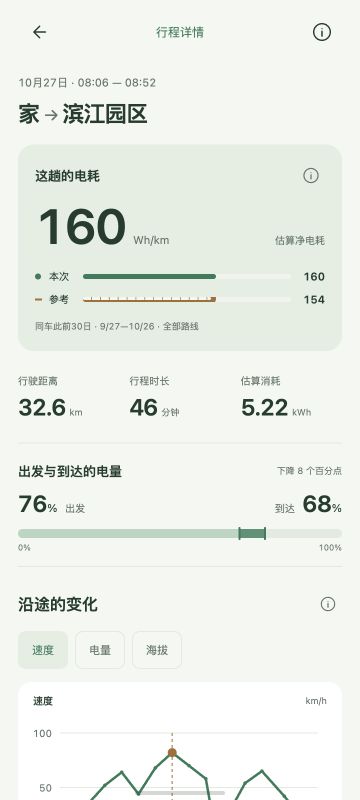 行程详情
10月27日 · 08:06 — 08:52
家 → 滨江园区
这趟的电耗
160 Wh/km 估算净电耗
本次 160
参考 154
同车此前30日 · 9/27—10/26 · 全部路线
行驶距离 行程时长 估算消耗
32.6 km 46 分钟 5.22 kWh
出发与到达的电量 下降 8 个百分点
76% 出发 到达 68%
0% 100%
沿途的变化
速度 电量 海拔
速度 km/h
100
50